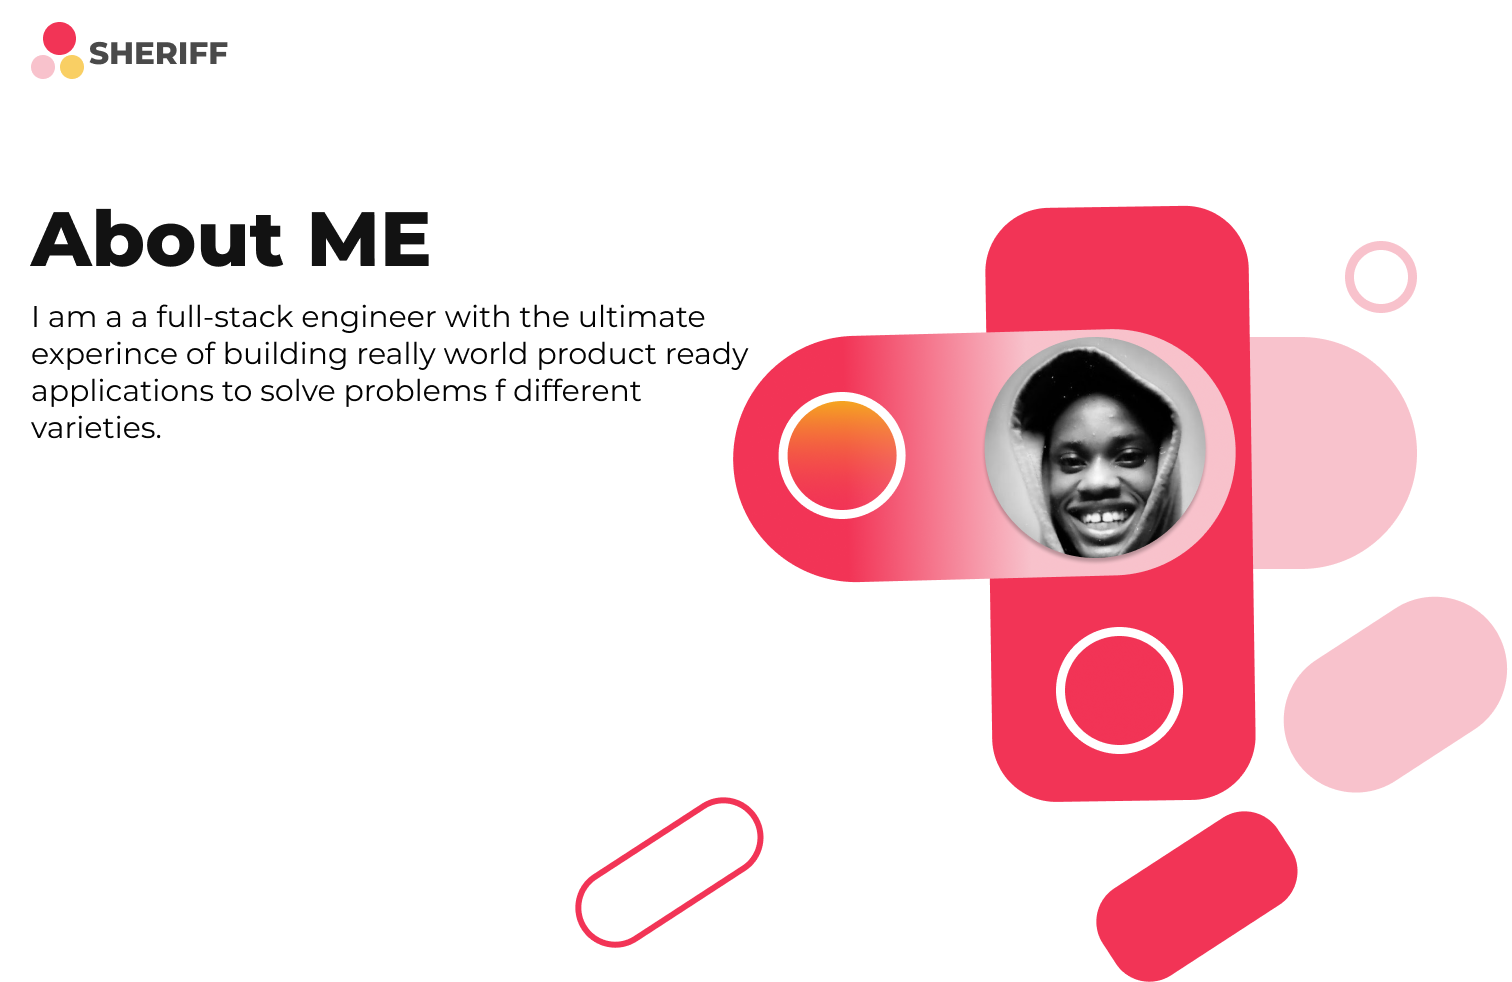 SHERIFF
About ME
I am a a full-stack engineer with the ultimate
experince of building really world product ready
applications to solve problems f different
varieties.